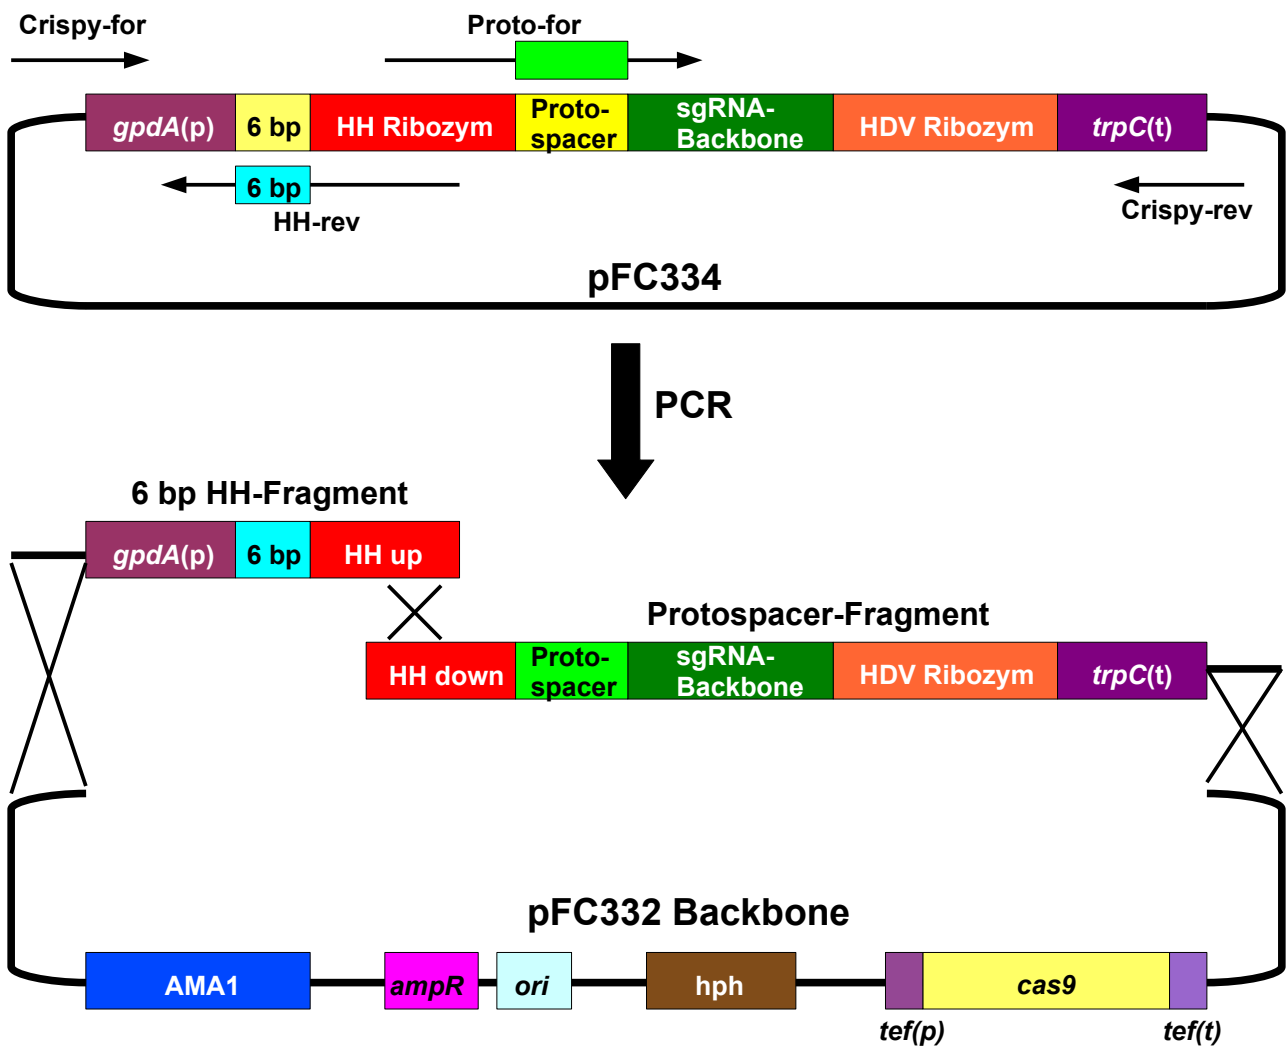 Crispy-for
Proto-for
gpdA(p)
6 bp
HH Ribozym
Proto-
spacer
sgRNA-
Backbone
HDV Ribozym
trpC(t)
6 bp
HH-rev
Crispy-rev
pFC334
PCR
6 bp HH-Fragment
gpdA(p)
6 bp
HH up
Protospacer-Fragment
HH down
Proto-
spacer
sgRNA-
Backbone
HDV Ribozym
trpC(t)
pFC332 Backbone
AMA1
ampR
ori
hph
cas9
tef(p)
tef(t)